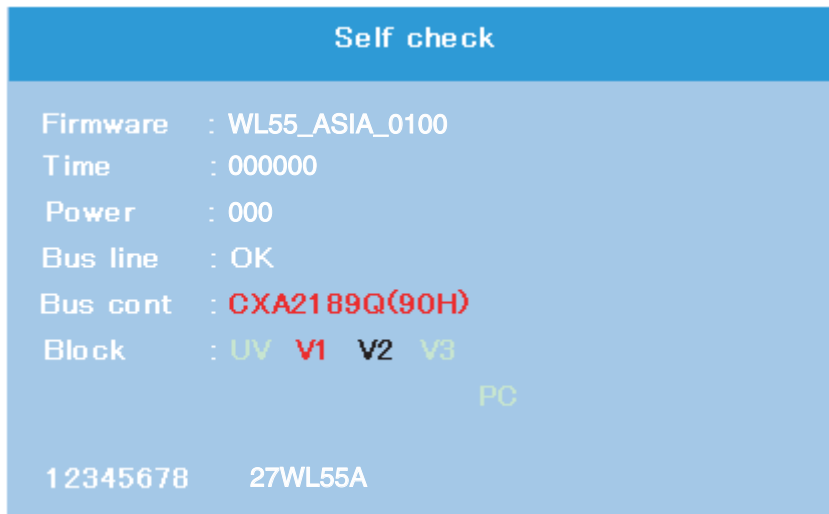 Self check
Firmware : WL55_ASIA_0100
Time : 000000
Power : 000
Bus line : OK
Bus cont : CXA2189Q(90H)
Block : UV V1 V2 V3
PC
12345678 27WL55A